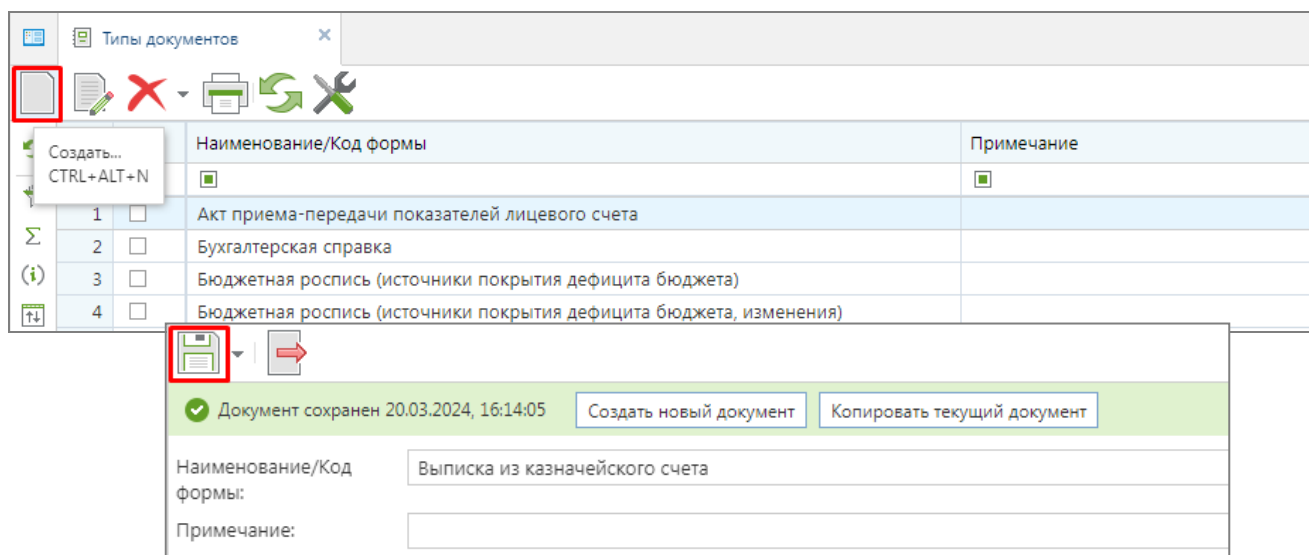 Типы документов
Создать...
CTRL+ALT+N
Наименование/Код формы
Примечание
1 Акт приема-передачи показателей лицевого счета
2 Бухгалтерская справка
3 Бюджетная роспись (источники покрытия дефицита бюджета)
4 Бюджетная роспись (источники покрытия дефицита бюджета, изменения)
Документ сохранен 20.03.2024, 16:14:05
Создать новый документ
Копировать текущий документ
Наименование/Код
формы:
Выписка из казначейского счета
Примечание: